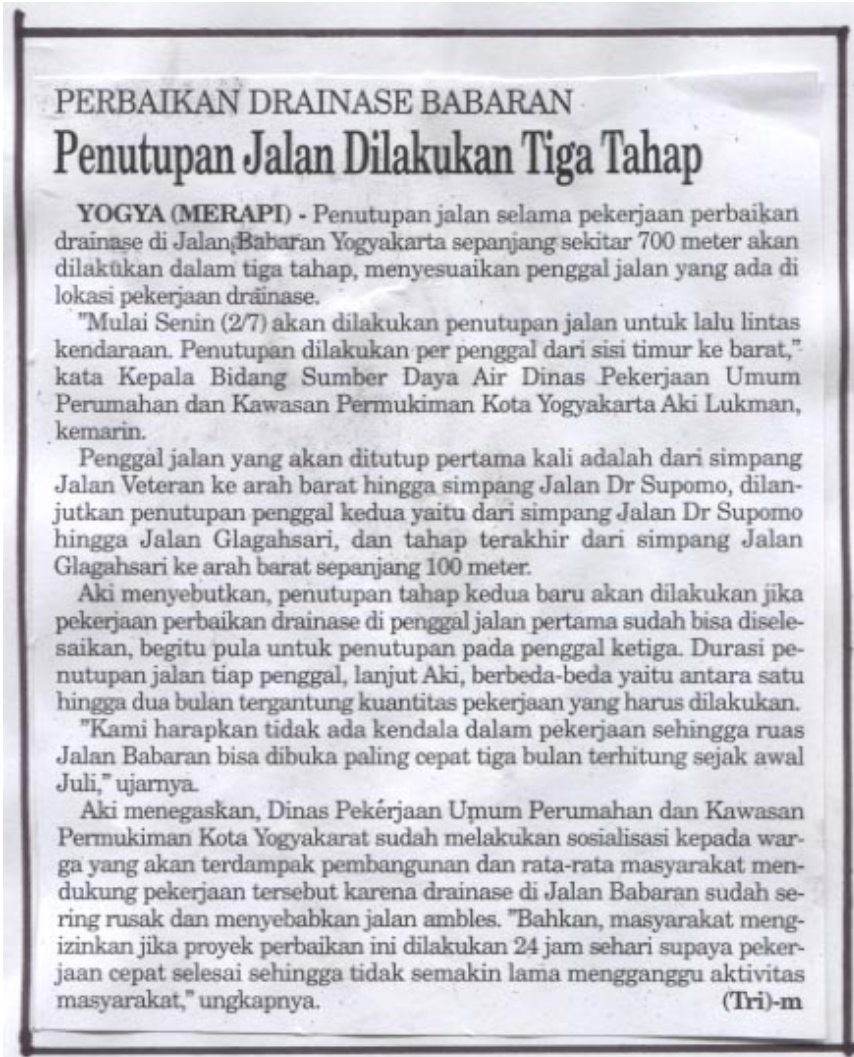 PERBAIKAN DRAINASE BABARAN
Penutupan Jalan Dilakukan Tiga Tahap
YOGYA (MERAPI) - Penutupan jalan selama pekerjaan perbaikan
drainase di Jalan Babaran Yogyakarta sepanjang sekitar 700 meter akan
dilakukan dalam tiga tahap, menyesuaikan penggal jalan yang ada di
lokasi pekerjaan drainase.
"Mulai Senin (2/7) akan dilakukan penutupan jalan untuk lalu lintas
kendaraan. Penutupan dilakukan per penggal dari sisi timur ke barat,"
kata Kepala Bidang Sumber Daya Air Dinas Pekerjaan Umum
Perumahan dan Kawasan Permukiman Kota Yogyakarta Aki Lukman,
kemarin.
Penggal jalan yang akan ditutup pertama kali adalah dari simpang
Jalan Veteran ke arah barat hingga simpang Jalan Dr Supomo, dilan-
jutkan penutupan penggal kedua yaitu dari simpang Jalan Dr Supomo
hingga Jalan Glagahsari, dan tahap terakhir dari simpang Jalan
Glagahsari ke arah barat sepanjang 100 meter.
Aki menyebutkan, penutupan tahap kedua baru akan dilakukan jika
pekerjaan perbaikan drainase di penggal jalan pertama sudah bisa disele-
saikan, begitu pula untuk penutupan pada penggal ketiga. Durasi pe-
nutupan jalan tiap penggal, lanjut Aki, berbeda-beda yaitu antara satu
hingga dua bulan tergantung kuantitas pekerjaan yang harus dilakukan.
"Kami harapkan tidak ada kendala dalam pekerjaan sehingga ruas
Jalan Babaran bisa dibuka paling cepat tiga bulan terhitung sejak awal
Juli," ujarnya.
Aki menegaskan, Dinas Pekerjaan Umum Perumahan dan Kawasan
Permukiman Kota Yogyakarat sudah melakukan sosialisasi kepada war-
ga yang akan terdampak pembangunan dan rata-rata masyarakat men-
dukung pekerjaan tersebut karena drainase di Jalan Babaran sudah se-
ring rusak dan menyebabkan jalan ambles. "Bahkan, masyarakat meng-
izinkan jika proyek perbaikan ini dilakukan 24 jam sehari supaya peker-
jaan cepat selesai sehingga tidak semakin lama mengganggu aktivitas
masyarakat," ungkapnya. (Tri)-m